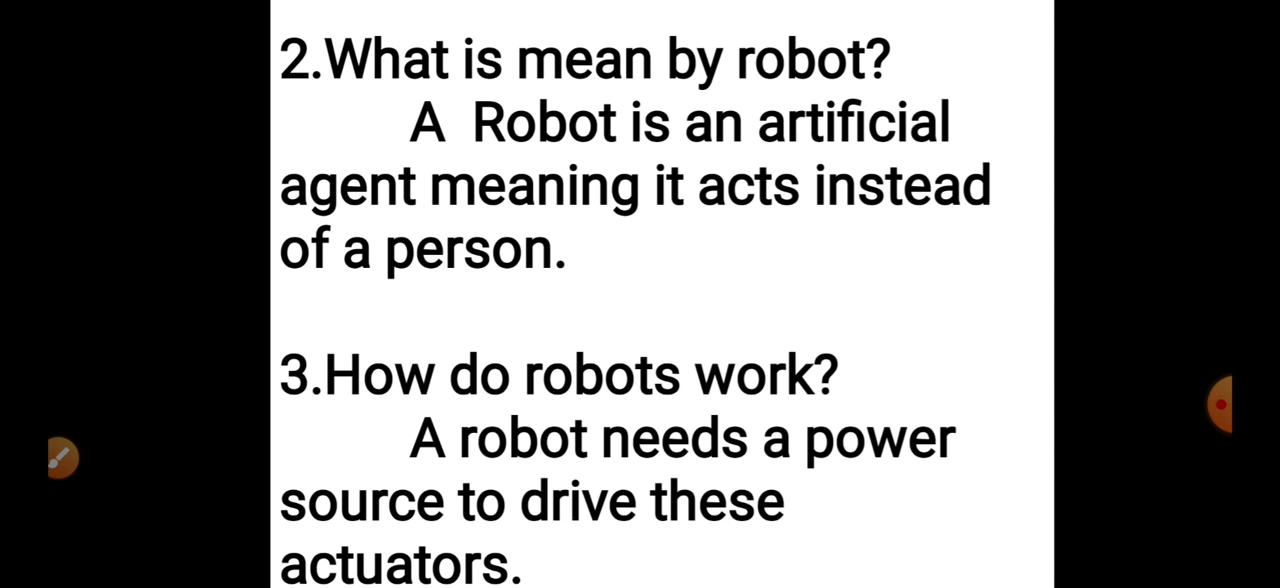 2.What is mean by robot?
A Robot is an artificial
agent meaning it acts instead
of a person.
3.How do robots work?
A robot needs a power
source to drive these
actuators.